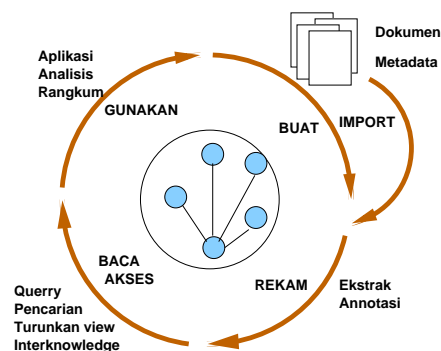 Aplikasi
Analisis
Rangkum
GUNAKAN
Dokumen
Metadata
BUAT
IMPORT
BACA
AKSES
REKAM
Ekstrak
Annotasi
Querry
Pencarian
Turunkan view
Interknowledge